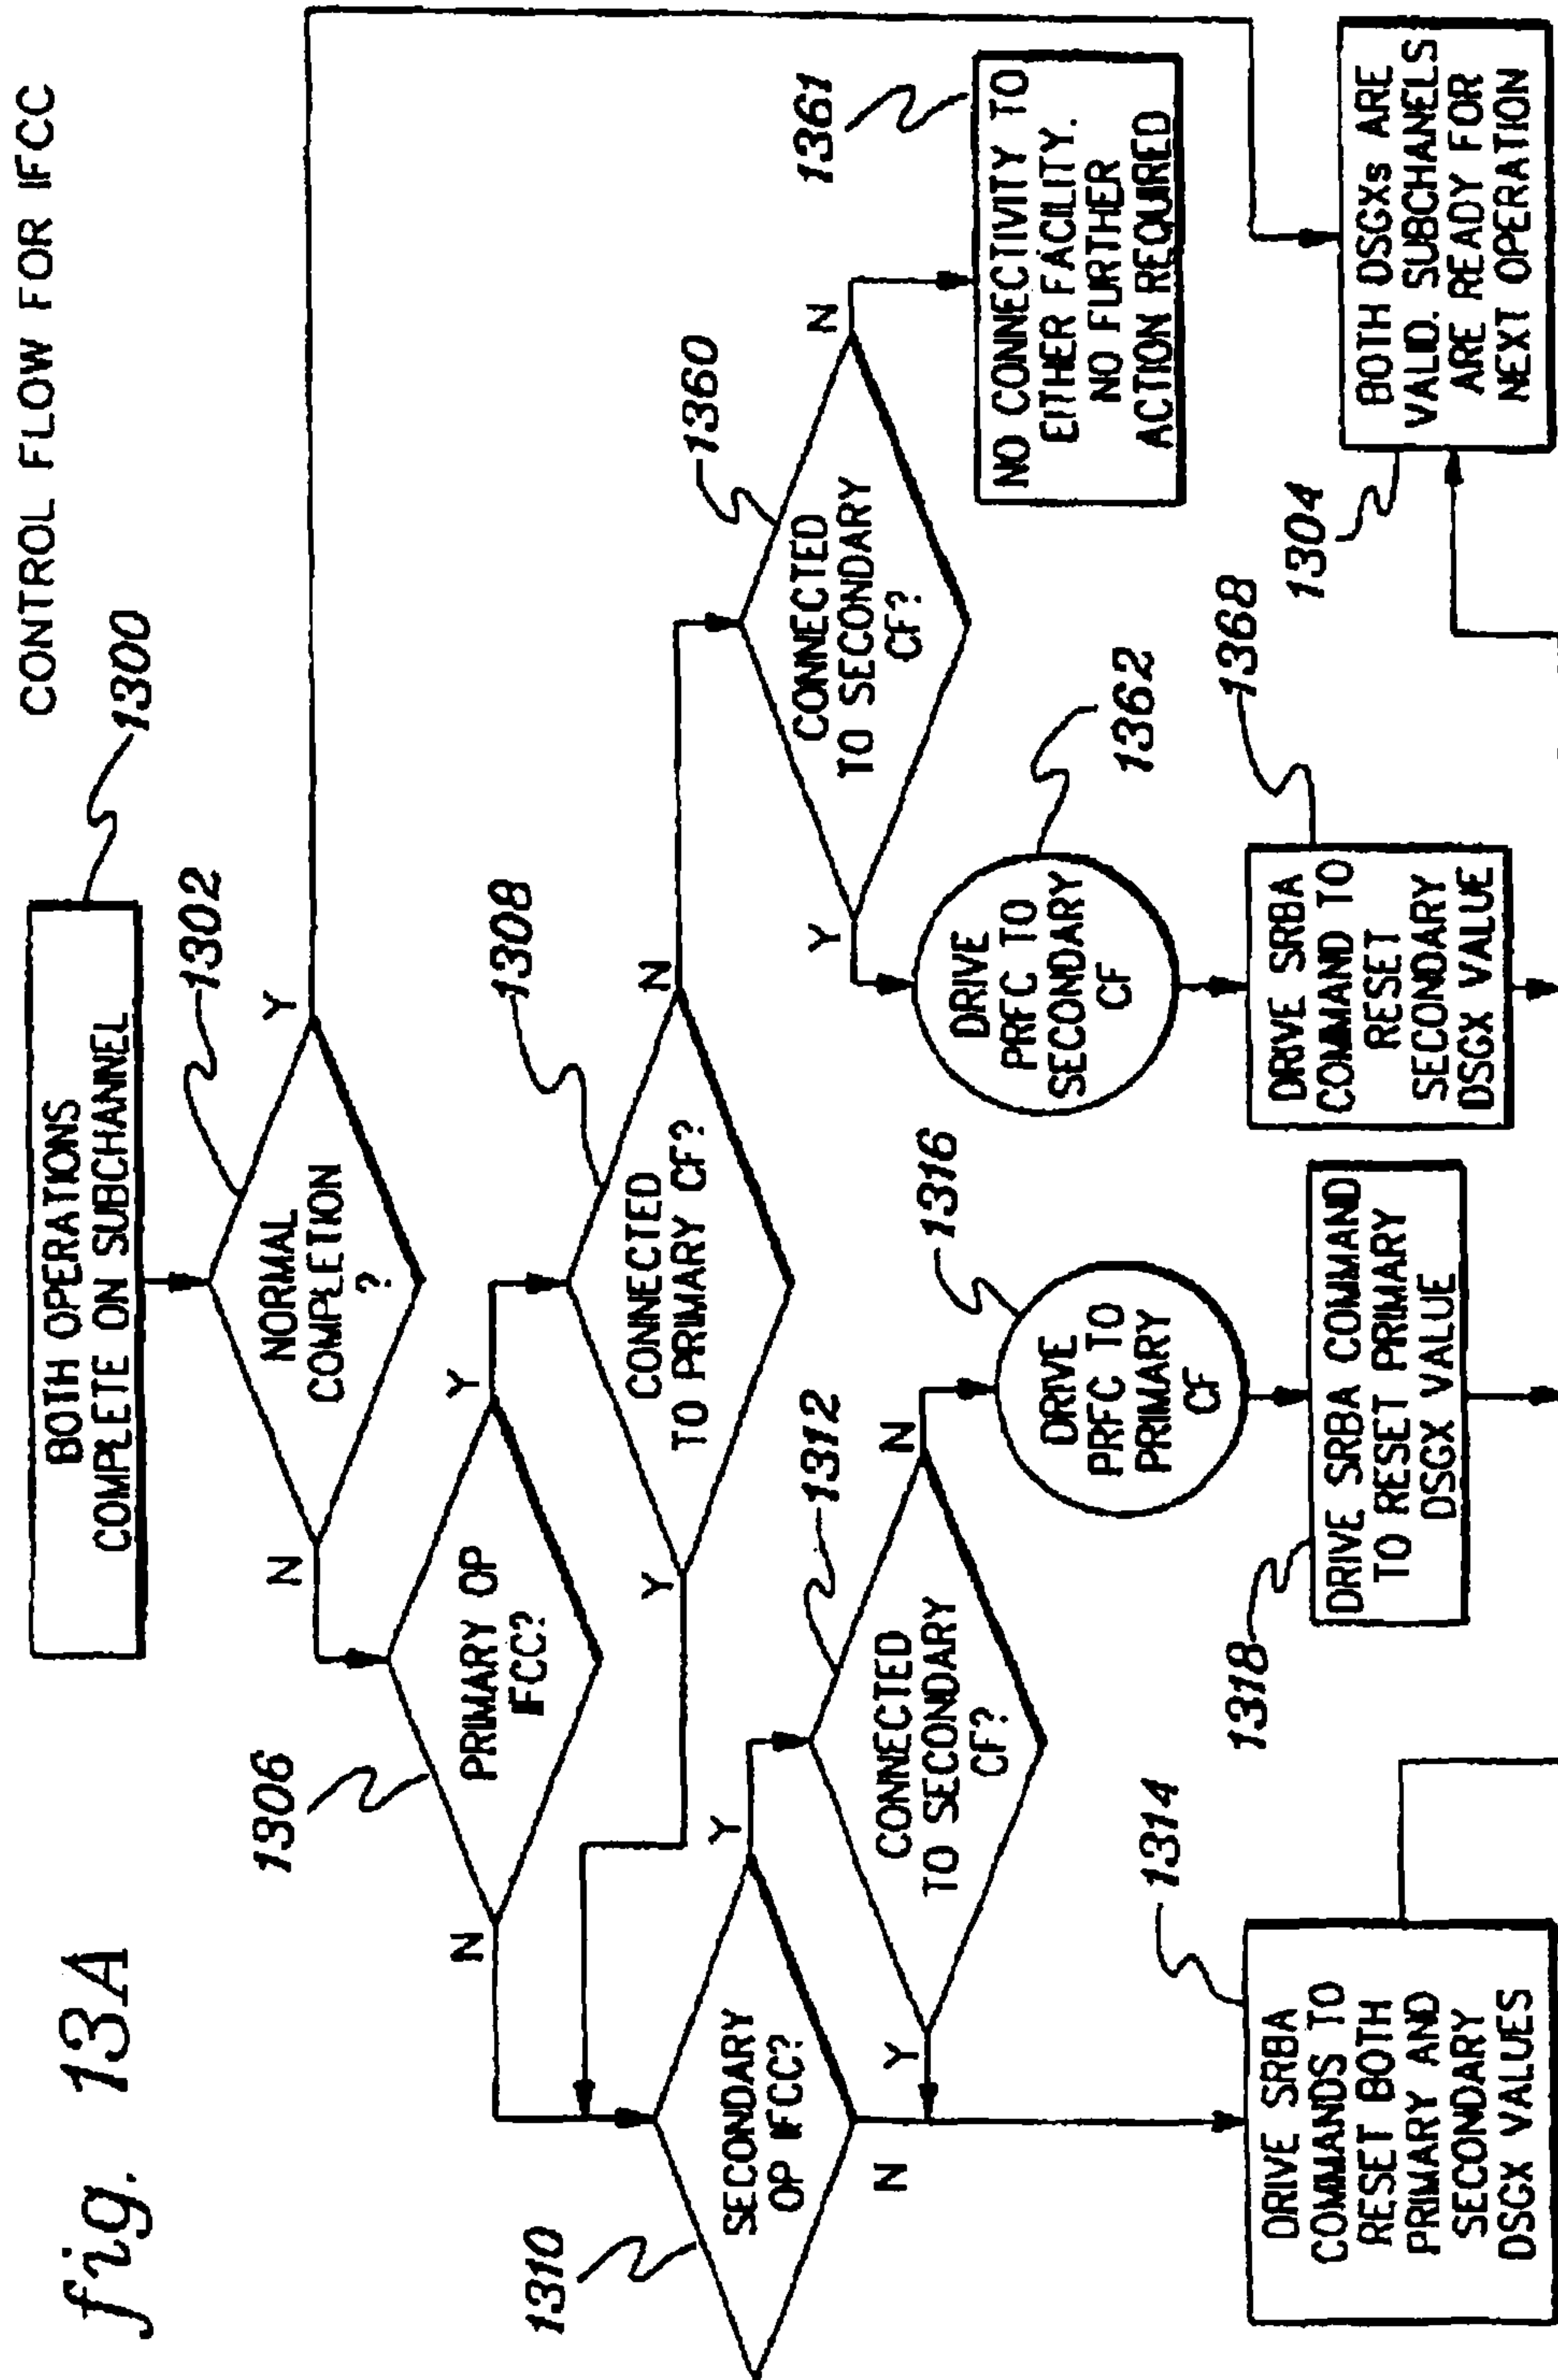 fig. 13A
CONTROL FLOW FOR IFCC
BOTH OPERATIONS
COMPLETE ON SUBCHANNEL
1300
NORMAL
COMPLETION
?
1302
N
Y
1306
PRIMARY OP
IFCC?
N
Y
CONNECTED
TO PRIMARY CF?
1308
Y
N
1310
SECONDARY
OP IFCC?
Y
N
CONNECTED
TO SECONDARY
CF?
1312
Y
N
CONNECTED
TO SECONDARY
CF?
1360
Y
N
NO CONNECTIVITY TO
EITHER FACILITY.
NO FURTHER
ACTION REQUIRED
1361
DRIVE
PRFC TO
PRIMARY
CF
1316
DRIVE
PRFC TO
SECONDARY
CF
1362
DRIVE SRBA
COMMANDS TO
RESET BOTH
PRIMARY AND
SECONDARY
DSGX VALUES
1314
1318
DRIVE SRBA COMMAND
TO RESET PRIMARY
DSGX VALUE
DRIVE SRBA
COMMAND TO
RESET
SECONDARY
DSGX VALUE
1368
1304
BOTH DSGXs ARE
VALID. SUBCHANELS
ARE READY FOR
NEXT OPERATION